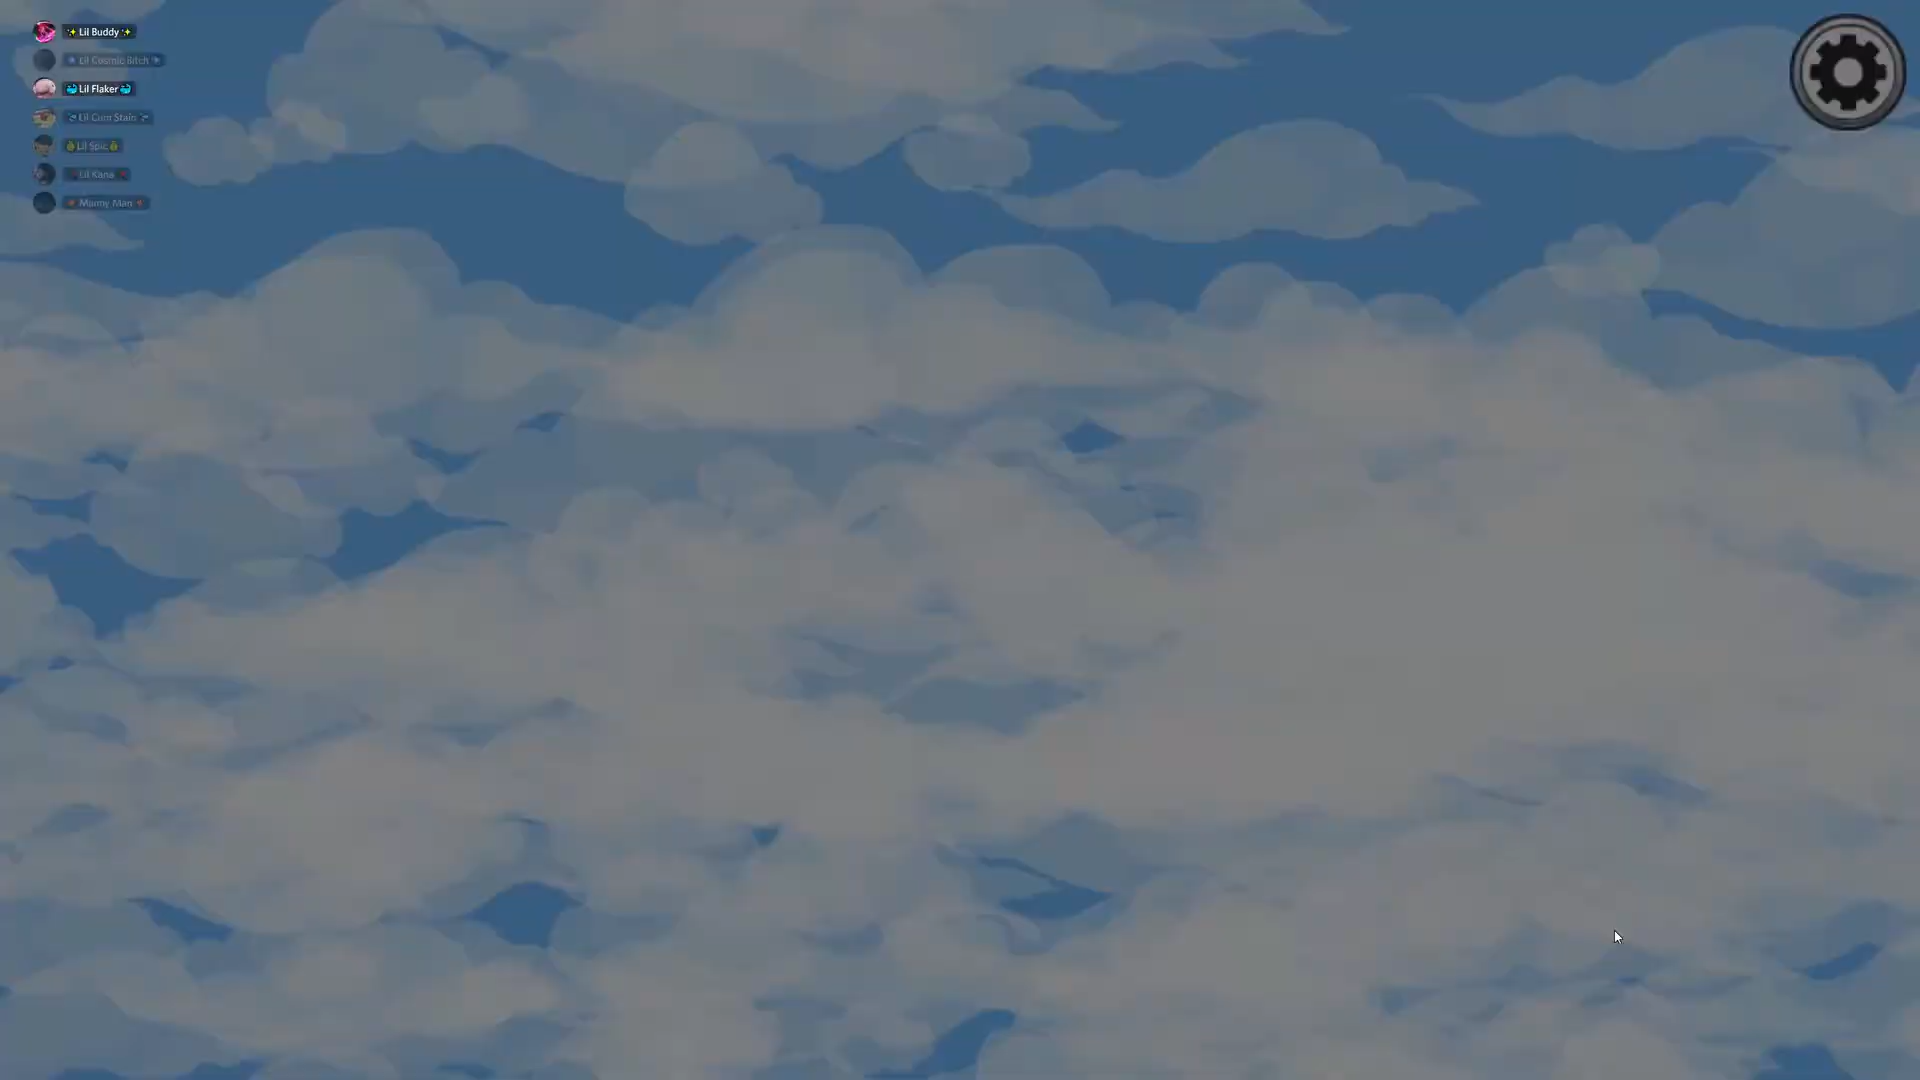 ✨ Lil Buddy ✨
Lil Cosmic Bitch
Lil Flaker
Lil Cum Stain
Lil Spic
Lil Kana
Mamy Man